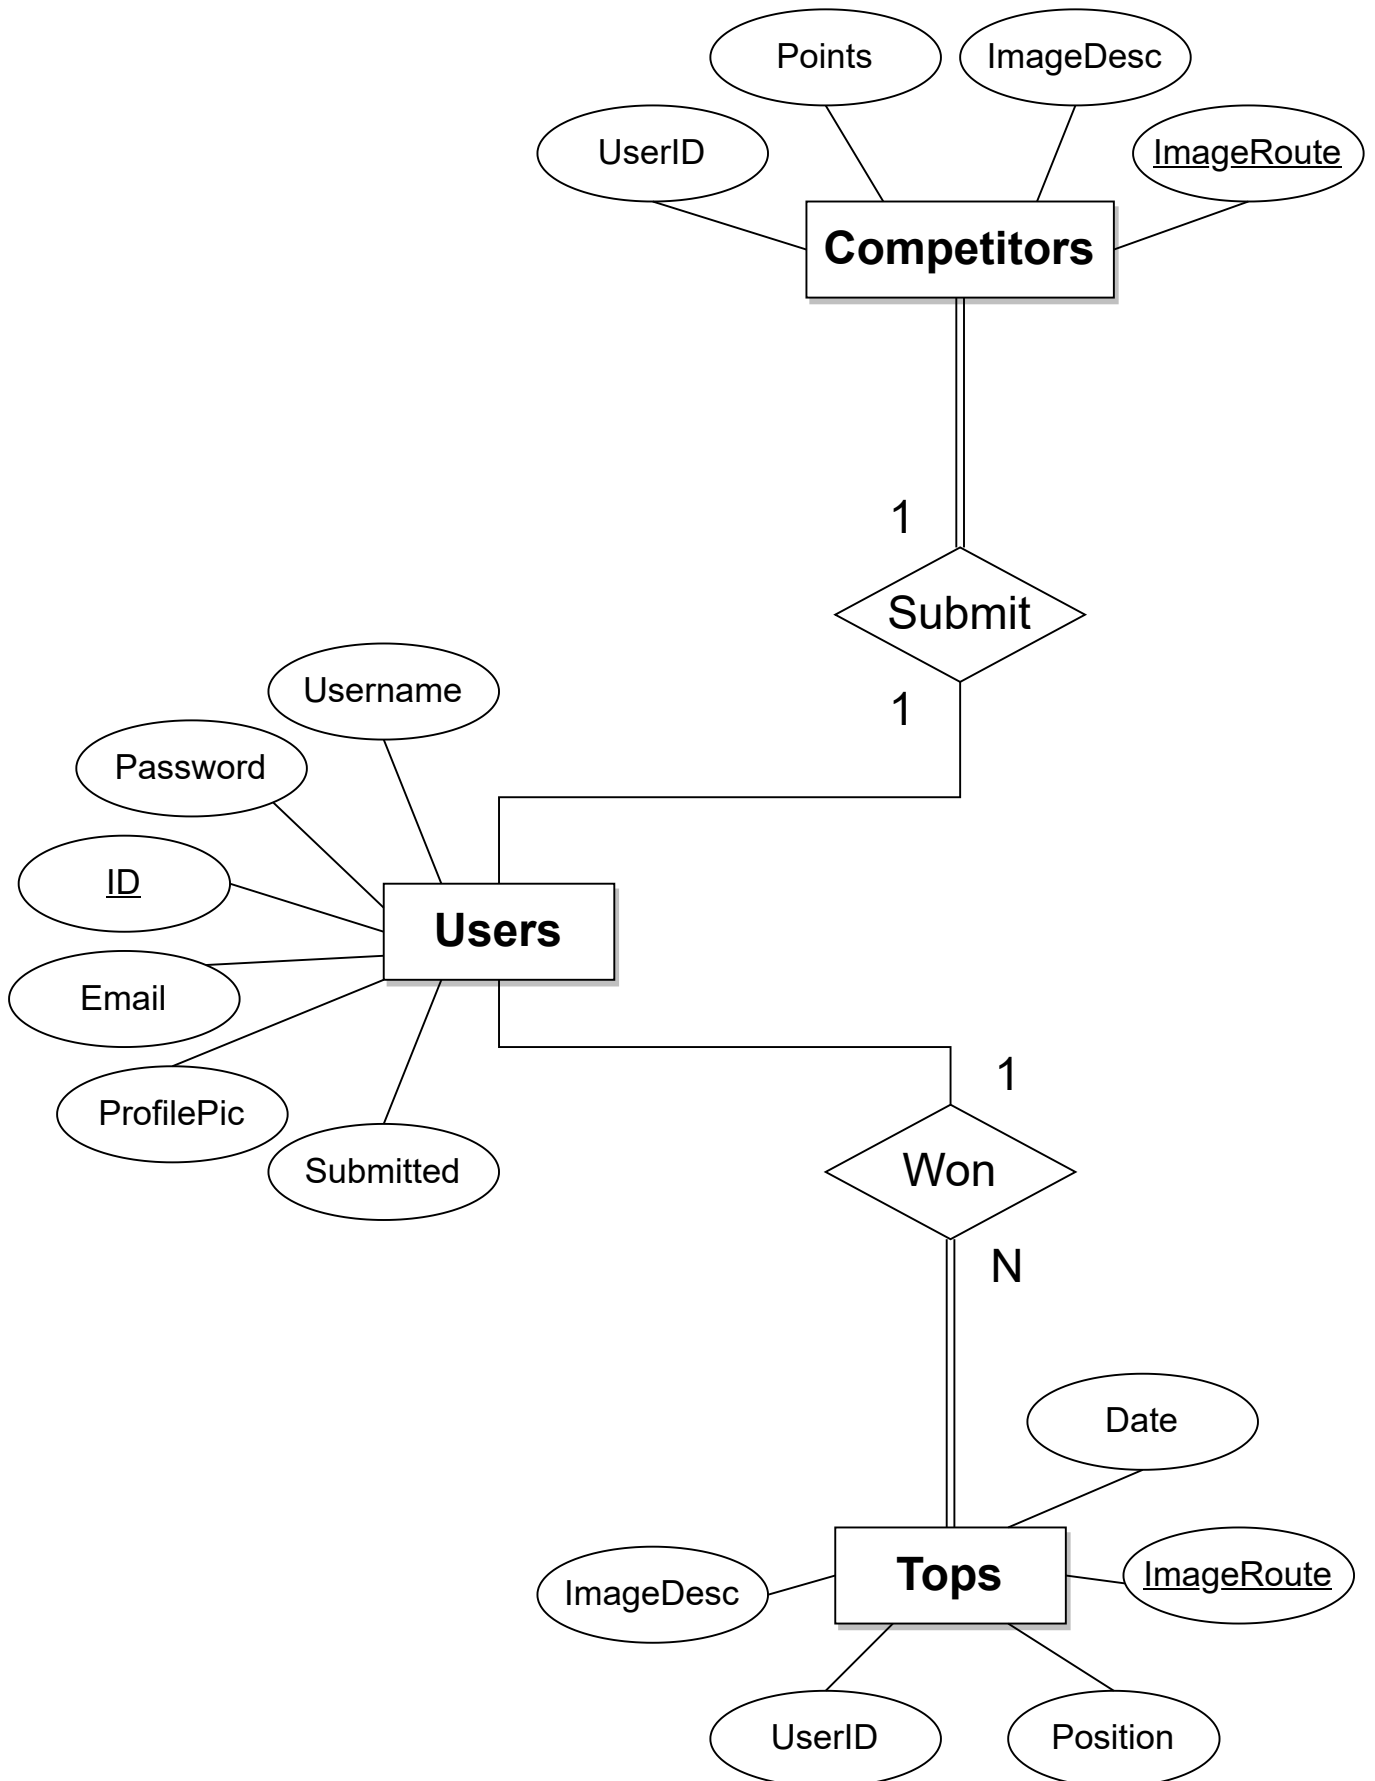 Points
ImageDesc
UserID
ImageRoute
Competitors
1
Submit
1
Username
Password
ID
Users
Email
ProfilePic
Submitted
1
Won
N
Date
Tops
ImageRoute
ImageDesc
UserID
Position